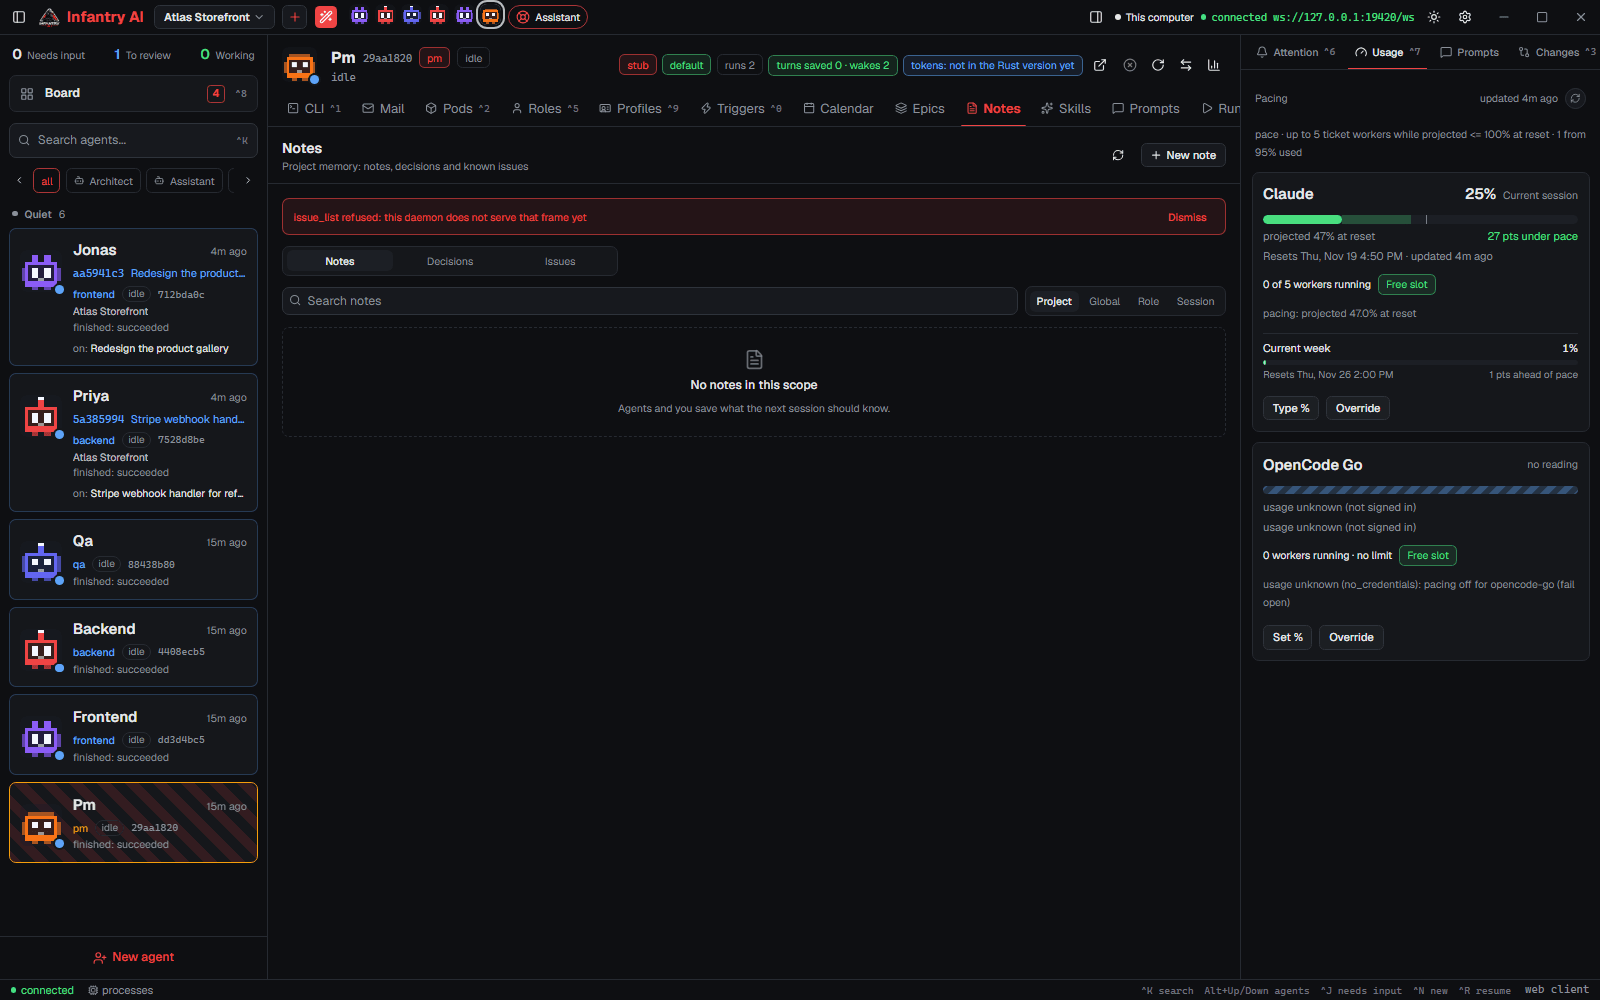 Infantry AI
Atlas Storefront
Assistant
This computer
connected ws://127.0.0.1:19420/ws
0 Needs input
1 To review
0 Working
Board
4
^8
Search agents...
^K
all
Architect
Assistant
Quiet 6
Jonas
4m ago
aa5941c3 Redesign the product...
frontend idle 712bda0c
Atlas Storefront
finished: succeeded
on: Redesign the product gallery
Priya
4m ago
5a385994 Stripe webhook hand...
backend idle 7528d8be
Atlas Storefront
finished: succeeded
on: Stripe webhook handler for ref...
Qa
15m ago
qa idle 88438b80
finished: succeeded
Backend
15m ago
backend idle 4408ecb5
finished: succeeded
Frontend
15m ago
frontend idle dd3d4bc5
finished: succeeded
Pm
15m ago
pm idle 29aa1820
finished: succeeded
New agent
Pm 29aa1820 pm idle
idle
stub
default
runs 2
turns saved 0 · wakes 2
tokens: not in the Rust version yet
CLI ^1
Mail
Pods ^2
Roles ^5
Profiles ^9
Triggers ^0
Calendar
Epics
Notes
Skills
Prompts
Run
Notes
Project memory: notes, decisions and known issues
New note
issue_list refused: this daemon does not serve that frame yet
Dismiss
Notes
Decisions
Issues
Search notes
Project
Global
Role
Session
No notes in this scope
Agents and you save what the next session should know.
Attention ^6
Usage ^7
Prompts
Changes ^3
Pacing
updated 4m ago
pace · up to 5 ticket workers while projected <= 100% at reset · 1 from
95% used
Claude
25% Current session
projected 47% at reset
27 pts under pace
Resets Thu, Nov 19 4:50 PM · updated 4m ago
0 of 5 workers running
Free slot
pacing: projected 47.0% at reset
Current week
1%
Resets Thu, Nov 26 2:00 PM
1 pts ahead of pace
Type %
Override
OpenCode Go
no reading
usage unknown (not signed in)
usage unknown (not signed in)
0 workers running · no limit
Free slot
usage unknown (no_credentials): pacing off for opencode-go (fail
open)
Set %
Override
connected
processes
^K search
Alt+Up/Down agents
^J needs input
^N new
^R resume
web client